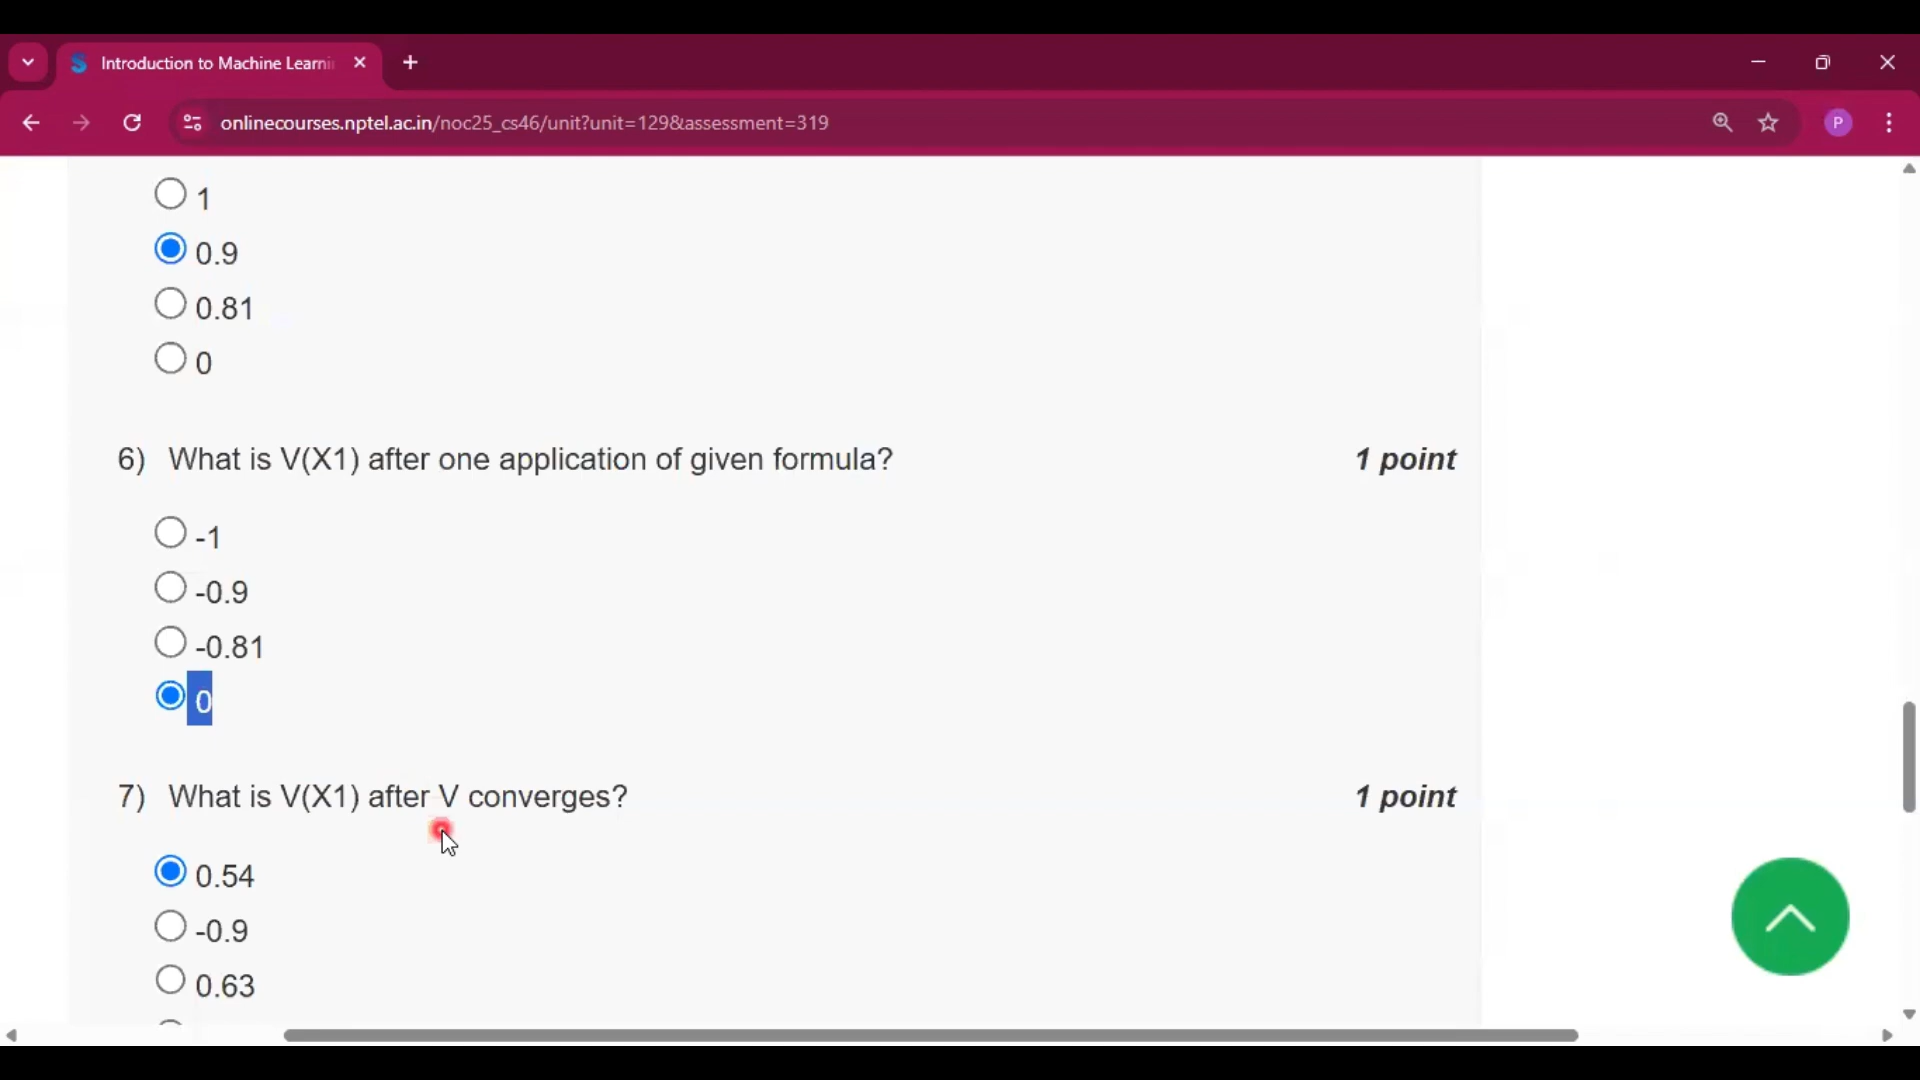 Introduction to Machine Learni
onlinecourses.nptel.ac.in/noc25_cs46/unit?unit=129&assessment=319
P
1
0.9
0.81
0
6) What is V(X1) after one application of given formula? 1 point
-1
-0.9
-0.81
0
7) What is V(X1) after V converges? 1 point
0.54
-0.9
0.63